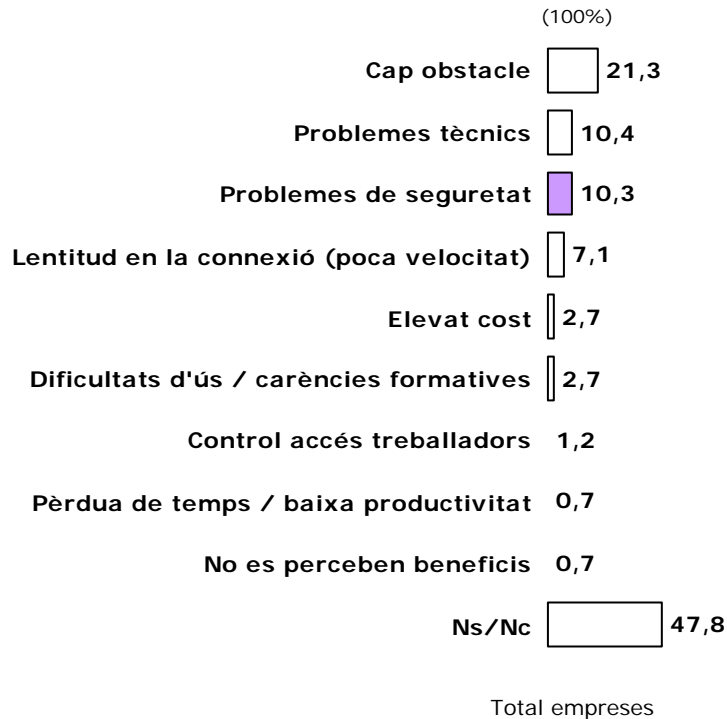 (100%)
Cap obstacle 21,3
Problemes tècnics 10,4
Problemes de seguretat 10,3
Lentitud en la connexió (poca velocitat) 7,1
Elevat cost 2,7
Dificultats d'ús / carències formatives 2,7
Control accés treballadors 1,2
Pèrdua de temps / baixa productivitat 0,7
No es perceben beneficis 0,7
Ns/Nc 47,8
Total empreses